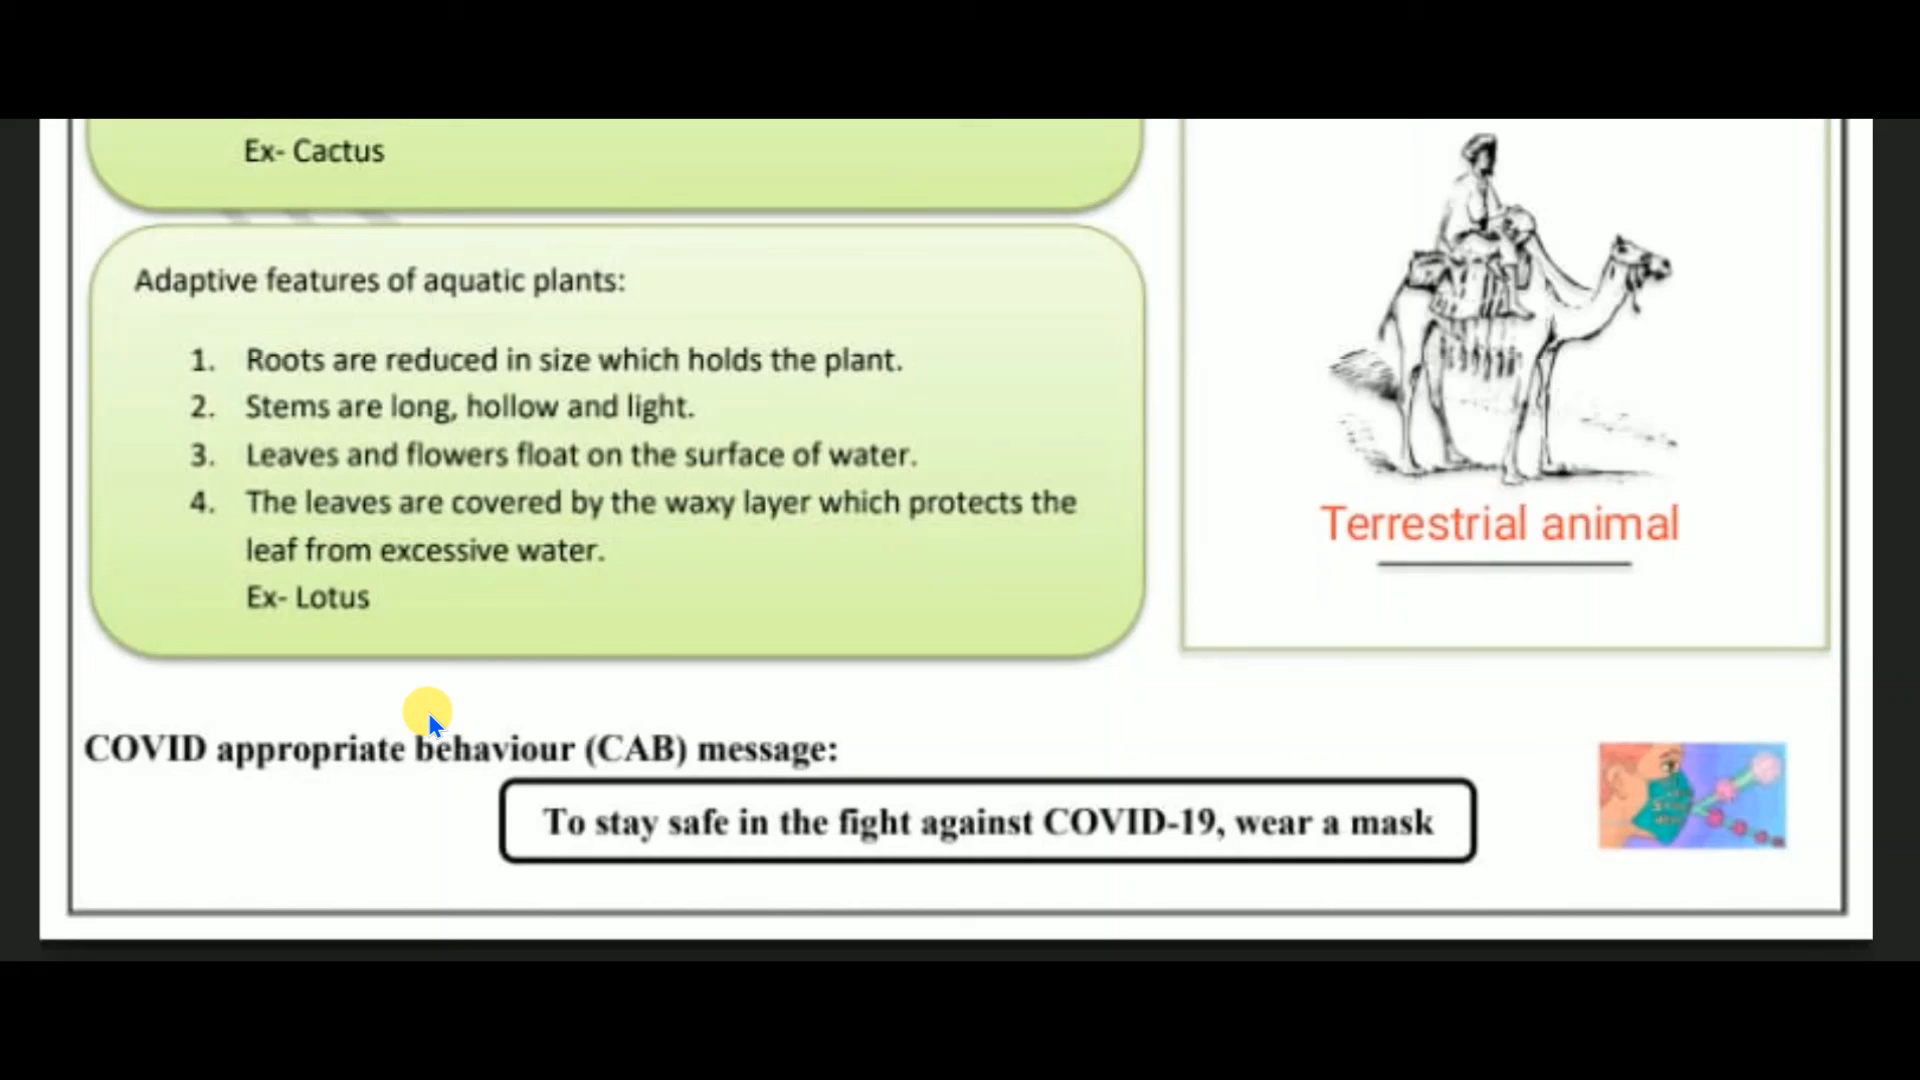 Ex- Cactus
Adaptive features of aquatic plants:
1. Roots are reduced in size which holds the plant.
2. Stems are long, hollow and light.
3. Leaves and flowers float on the surface of water.
4. The leaves are covered by the waxy layer which protects the
leaf from excessive water.
Ex- Lotus
Terrestrial animal
COVID appropriate behaviour (CAB) message:
To stay safe in the fight against COVID-19, wear a mask